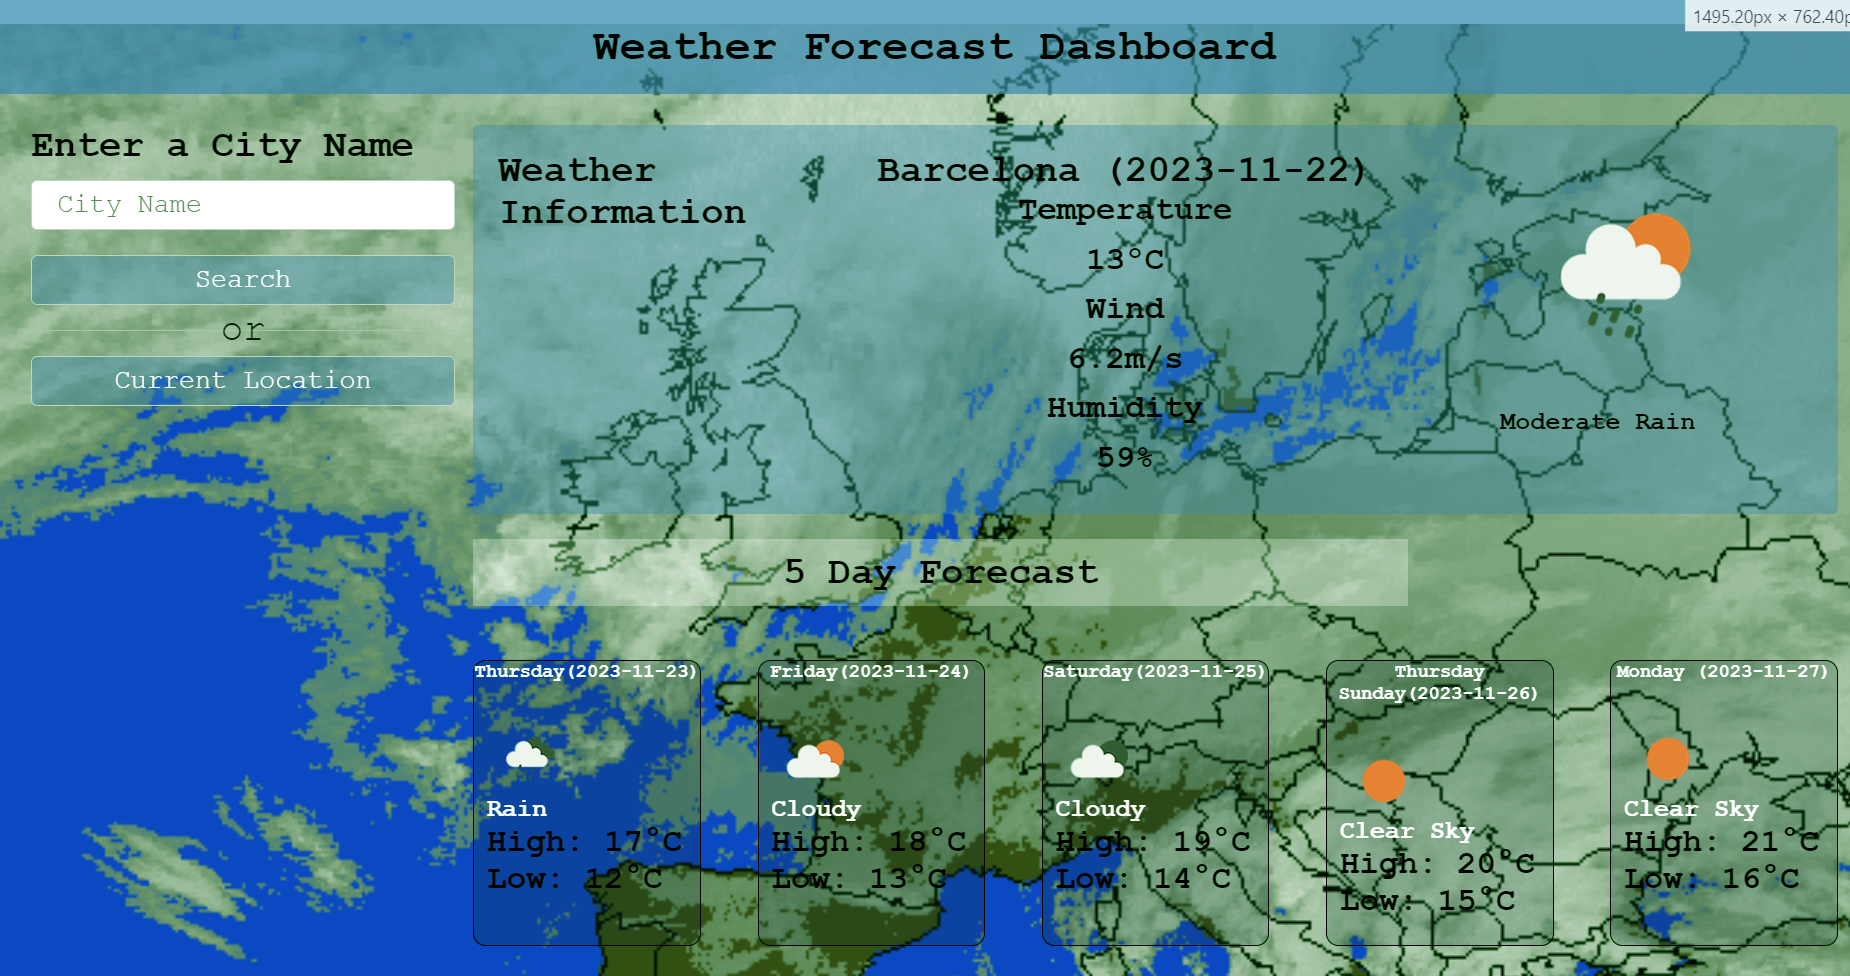 1495.20px × 762.40p
Weather Forecast Dashboard
Enter a City Name
City Name
Search
or
Current Location
Weather
Information
Barcelona (2023-11-22)
Temperature
13°C
Wind
6.2m/s
Humidity
59%
Moderate Rain
5 Day Forecast
Thursday(2023-11-23)
Rain
High: 17°C
Low: 12°C
Friday(2023-11-24)
Cloudy
High: 18°C
Low: 13°C
Saturday(2023-11-25)
Cloudy
High: 19°C
Low: 14°C
Thursday
Sunday(2023-11-26)
Clear Sky
High: 20°C
Low: 15°C
Monday (2023-11-27)
Clear Sky
High: 21°C
Low: 16°C